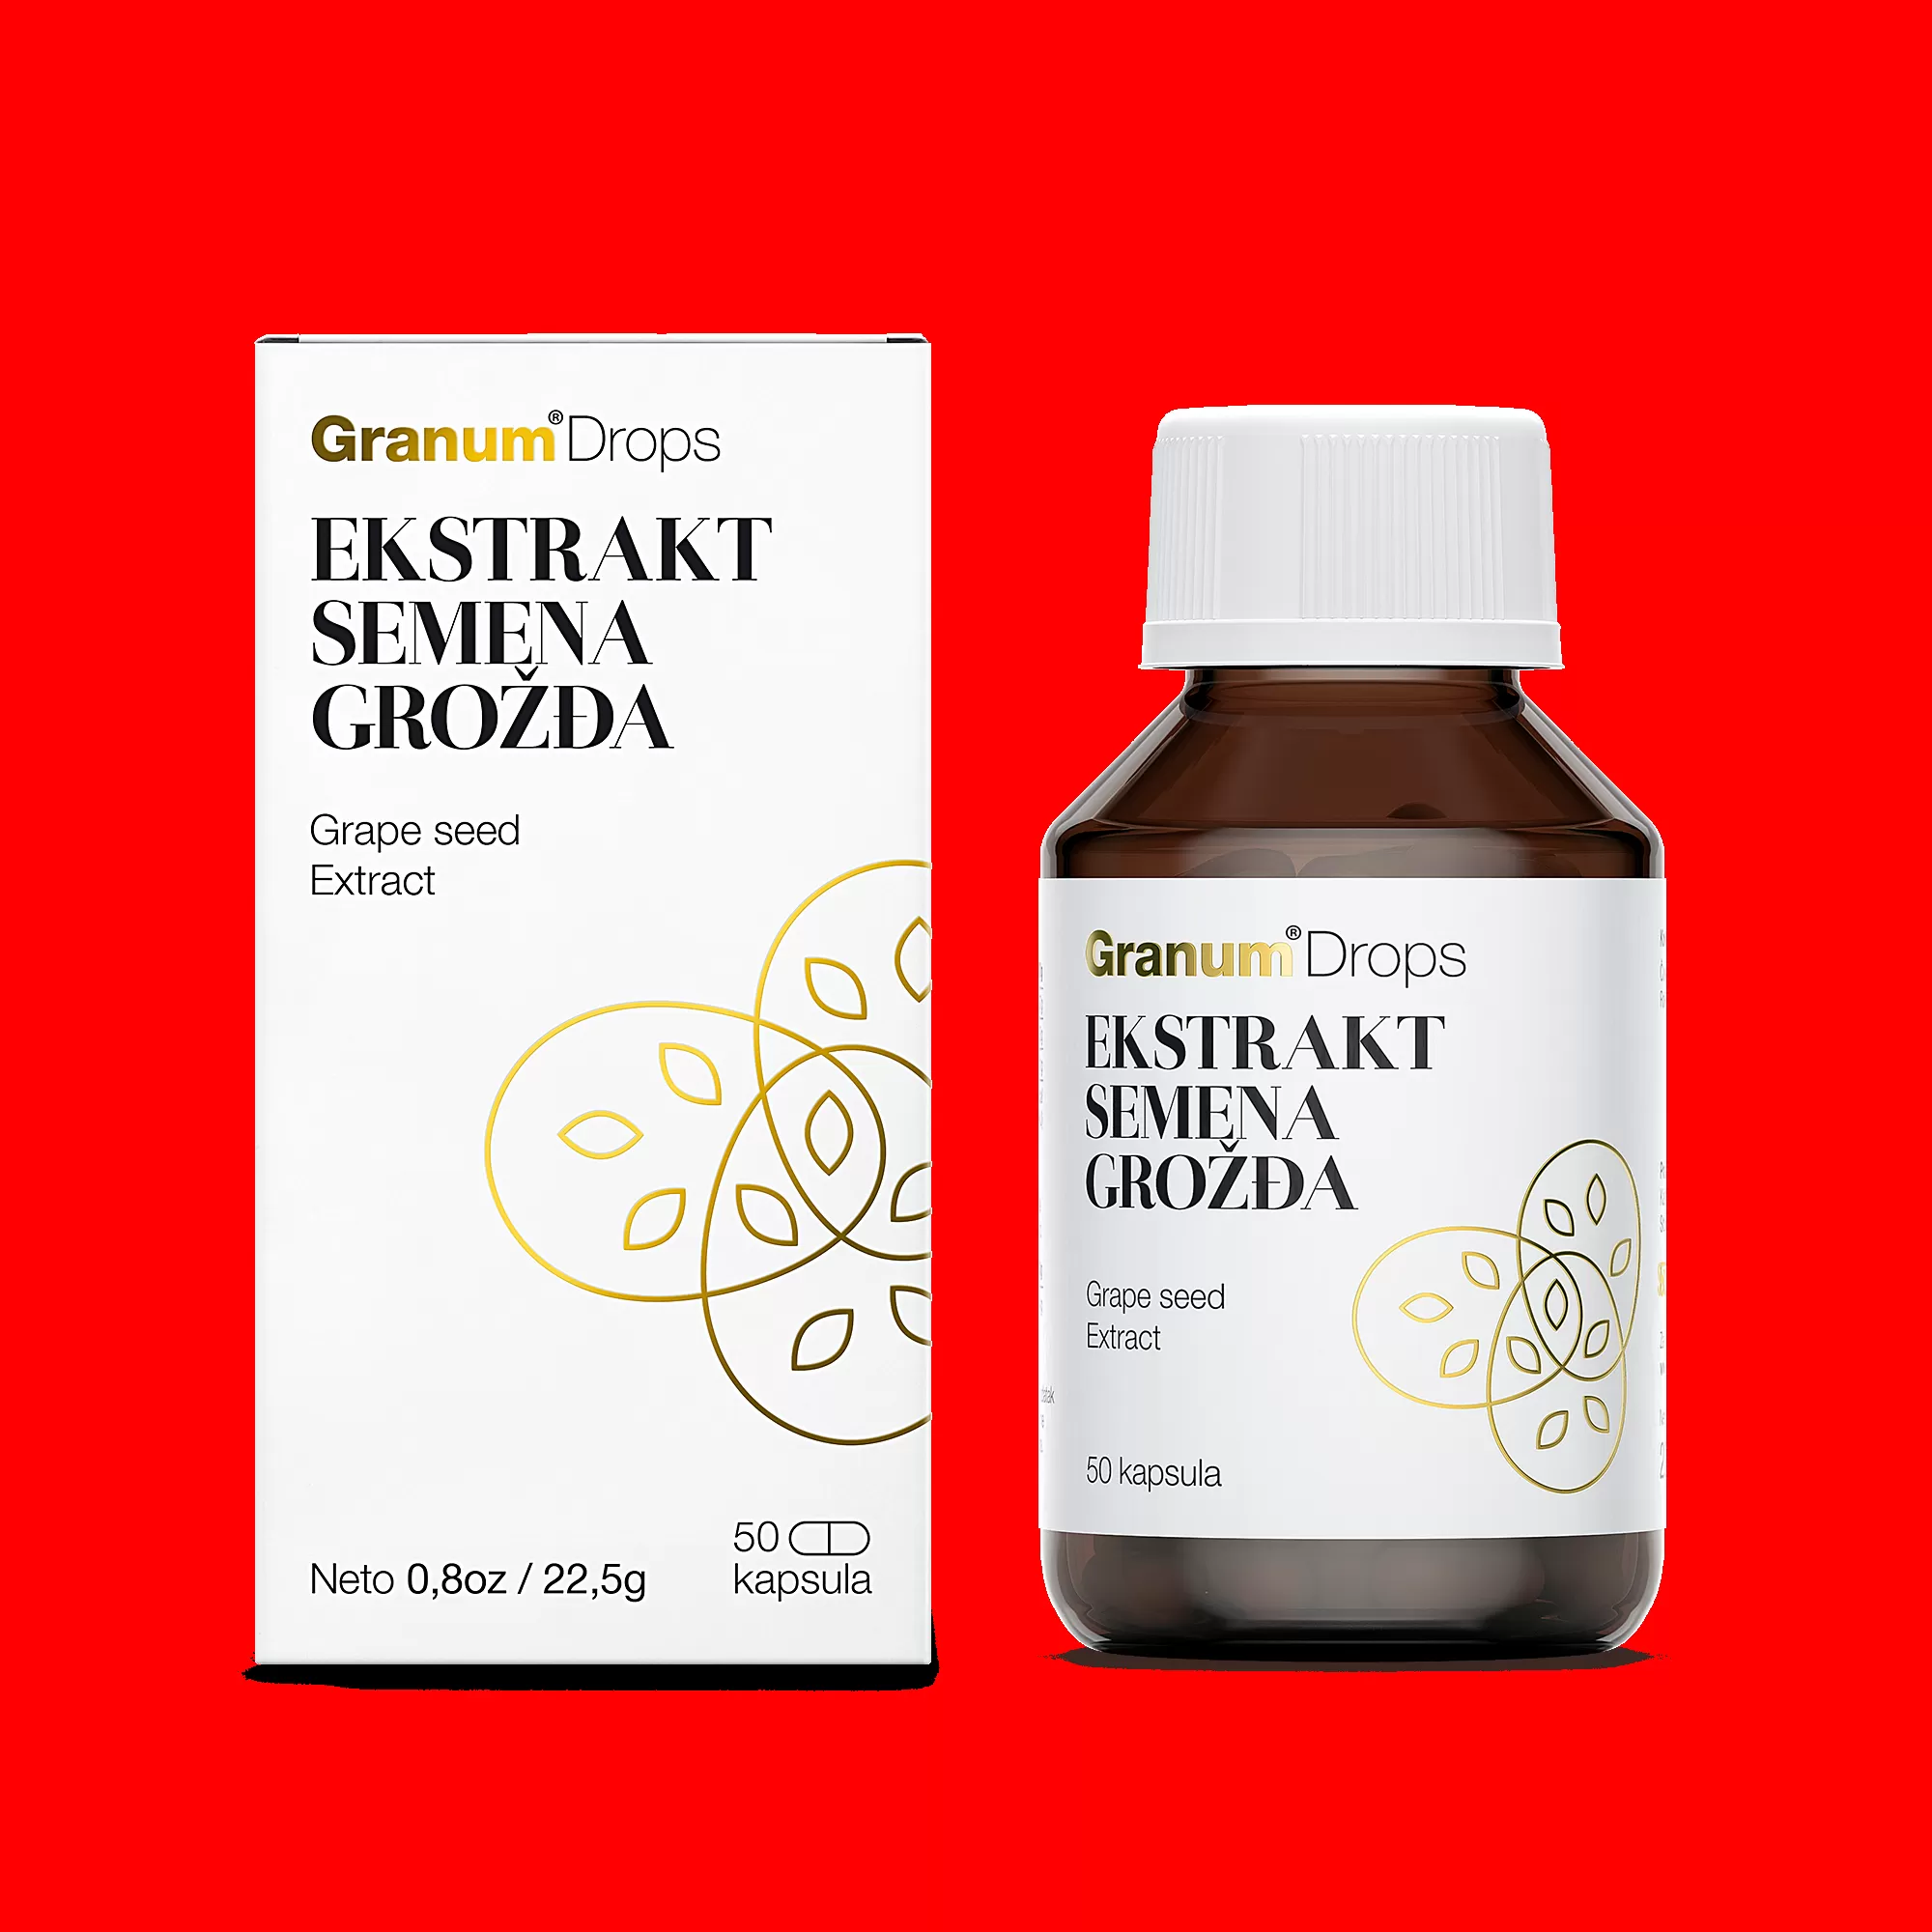 Granum® Drops
EKSTRAKT
SEMENA
GROŽĐA
Grape seed
Extract
50
Neto 0,8oz / 22,5g
kapsula
Granum® Drops
EKSTRAKT
SEMENA
GROŽĐA
Grape seed
Extract
50 kapsula